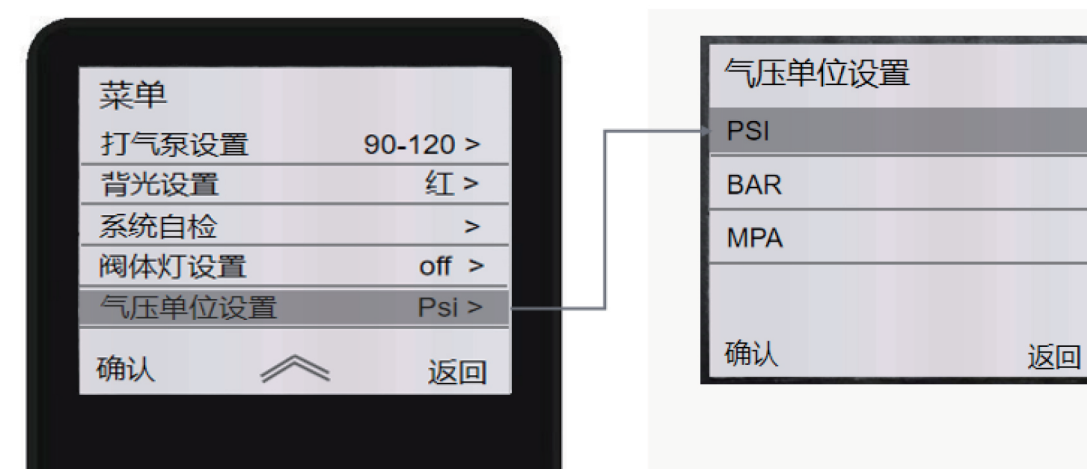 菜单
打气泵设置 90-120 >
背光设置 红 >
系统自检 >
阀体灯设置 off >
气压单位设置 Psi >
确认 返回
气压单位设置
PSI
BAR
MPA
确认 返回